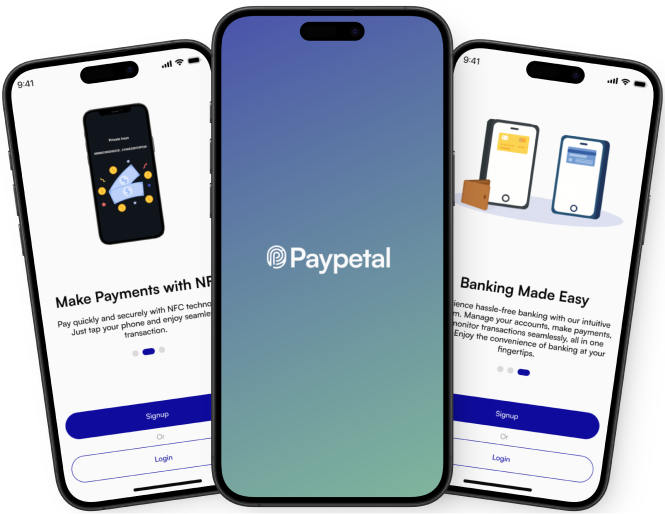 9:41
Private keys
Make Payments with NF
Pay quickly and securely with NFC techno
Just tap your phone and enjoy seamle
transaction.
Signup
Or
Login
Paypetal
9:41
Banking Made Easy
ience hassle-free banking with our intuitive
m. Manage your accounts, make payments,
monitor transactions seamlessly, all in one
Enjoy the convenience of banking at your
fingertips.
Signup
Or
Login